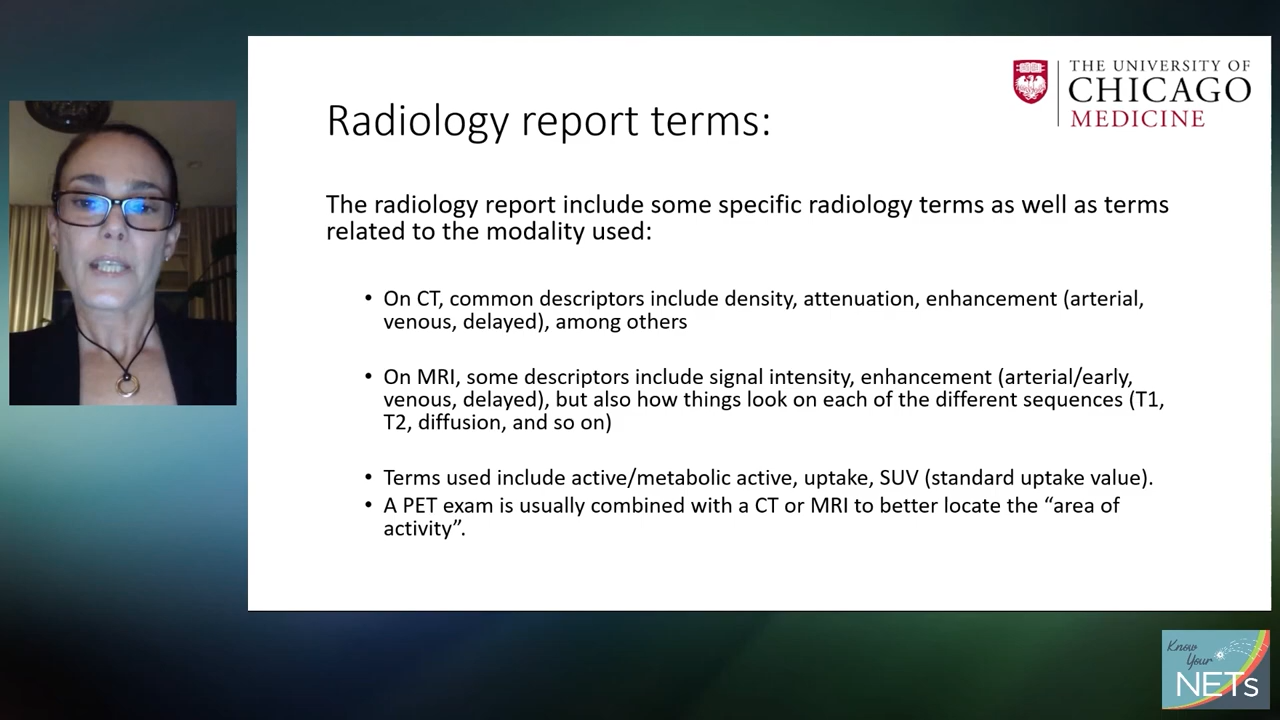 THE UNIVERSITY OF
CHICAGO
MEDICINE
Radiology report terms:
The radiology report include some specific radiology terms as well as terms
related to the modality used:
• On CT, common descriptors include density, attenuation, enhancement (arterial,
venous, delayed), among others
• On MRI, some descriptors include signal intensity, enhancement (arterial/early,
venous, delayed), but also how things look on each of the different sequences (T1,
T2, diffusion, and so on)
• Terms used include active/metabolic active, uptake, SUV (standard uptake value).
• A PET exam is usually combined with a CT or MRI to better locate the “area of
activity”.
Know
Your
NETs